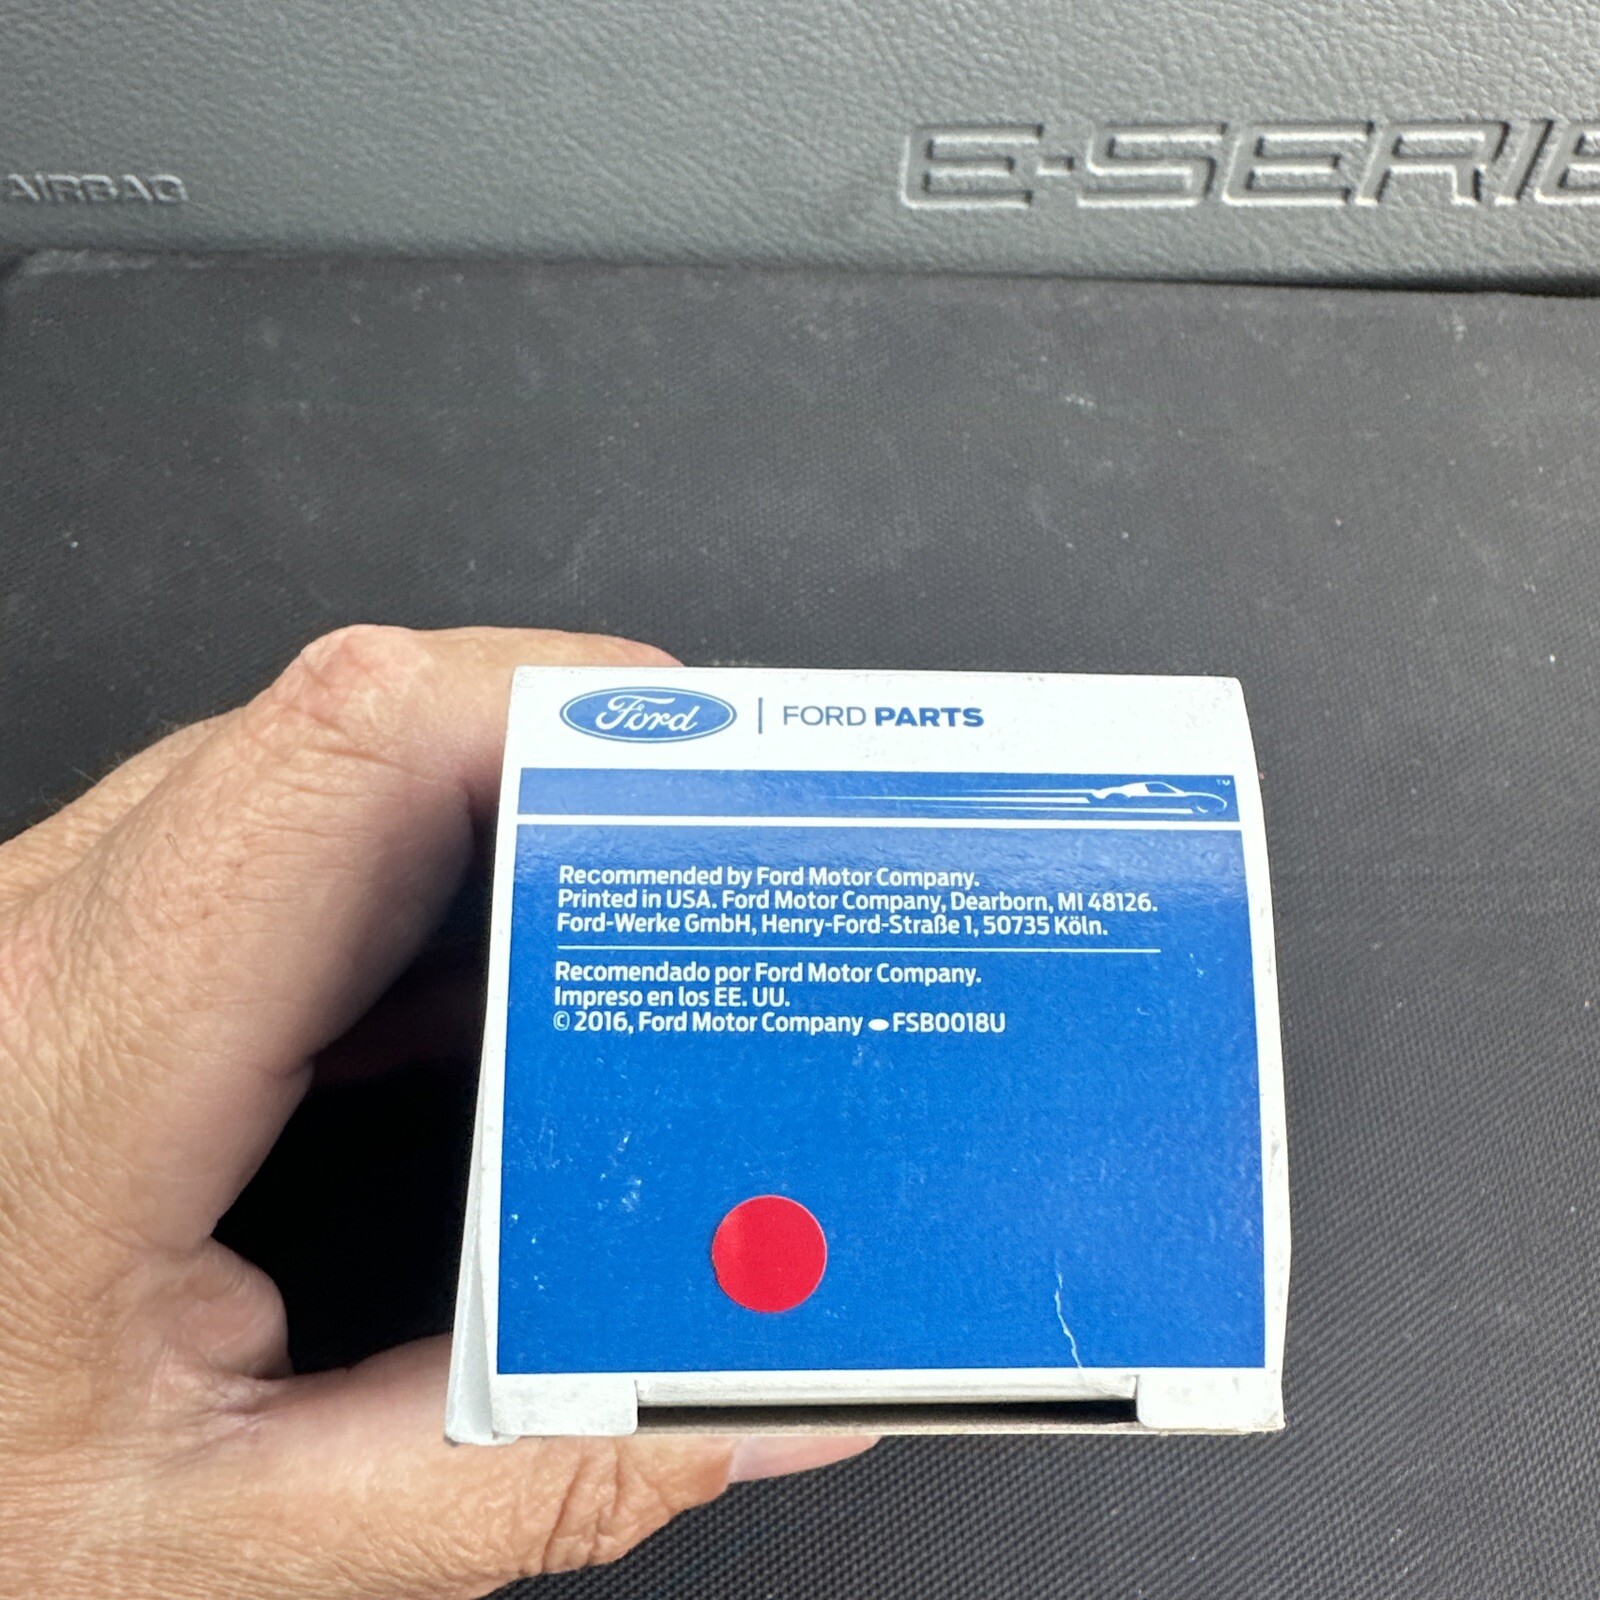 AIRBAG
E-SERIE
Ford | FORD PARTS
TM
Recommended by Ford Motor Company.
Printed in USA. Ford Motor Company, Dearborn, MI 48126.
Ford-Werke GmbH, Henry-Ford-Straße 1, 50735 Köln.
Recomendado por Ford Motor Company.
Impreso en los EE. UU.
© 2016, Ford Motor Company FSB0018U